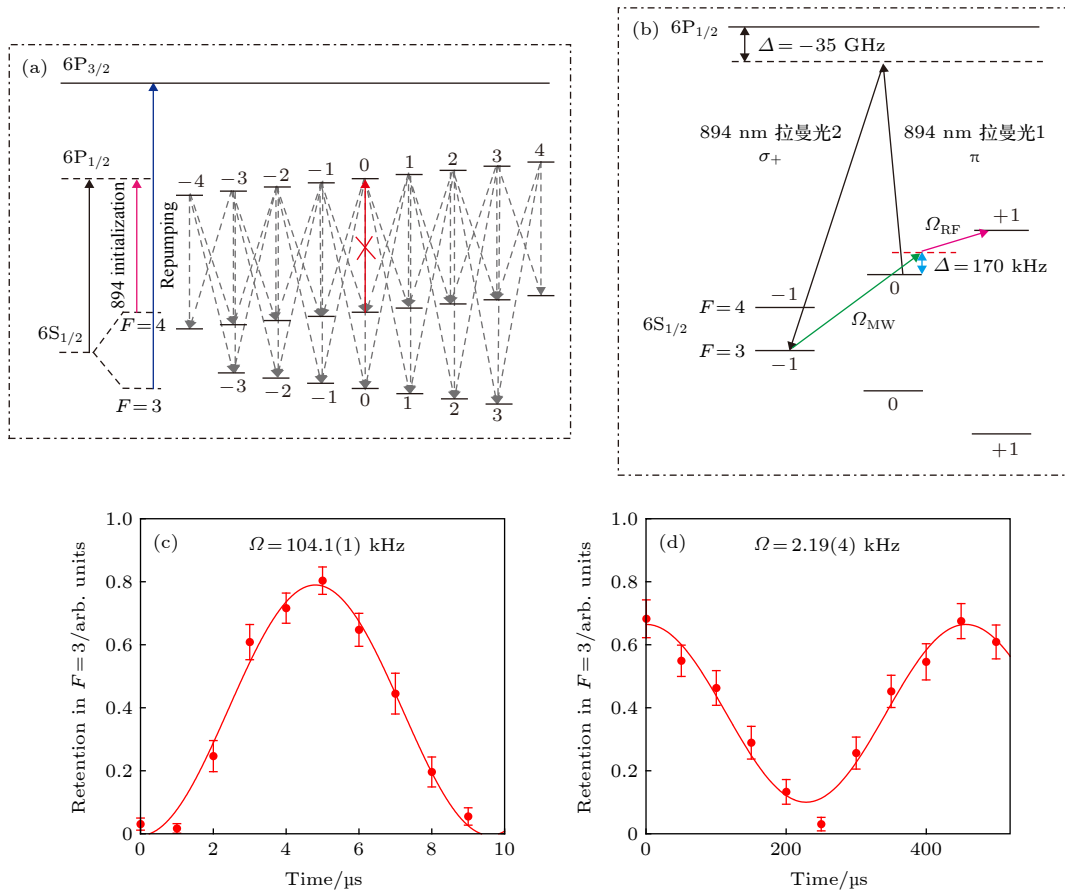 (a)
6P3/2
6P1/2
−4
−3
−2
−1
0
1
2
3
4
894 initialization
Repumping
6S1/2
F=4
F=3
−3
−2
−1
0
1
2
3
(b)
6P1/2
Δ=−35 GHz
894 nm 拉曼光2
σ+
894 nm 拉曼光1
π
ΩRF
+1
Δ=170 kHz
0
−1
F=4
6S1/2
ΩMW
F=3
−1
0
+1
(c)
Ω=104.1(1) kHz
Retention in F=3/arb. units
1.0
0.8
0.6
0.4
0.2
0
0
2
4
6
8
10
Time/μs
(d)
Ω=2.19(4) kHz
Retention in F=3/arb. units
1.0
0.8
0.6
0.4
0.2
0
0
200
400
Time/μs